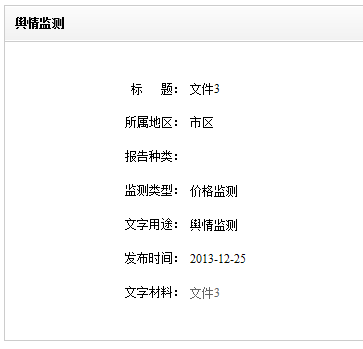 舆情监测
标 题： 文件3
所属地区： 市区
报告种类：
监测类型： 价格监测
文字用途： 舆情监测
发布时间： 2013-12-25
文字材料： 文件3